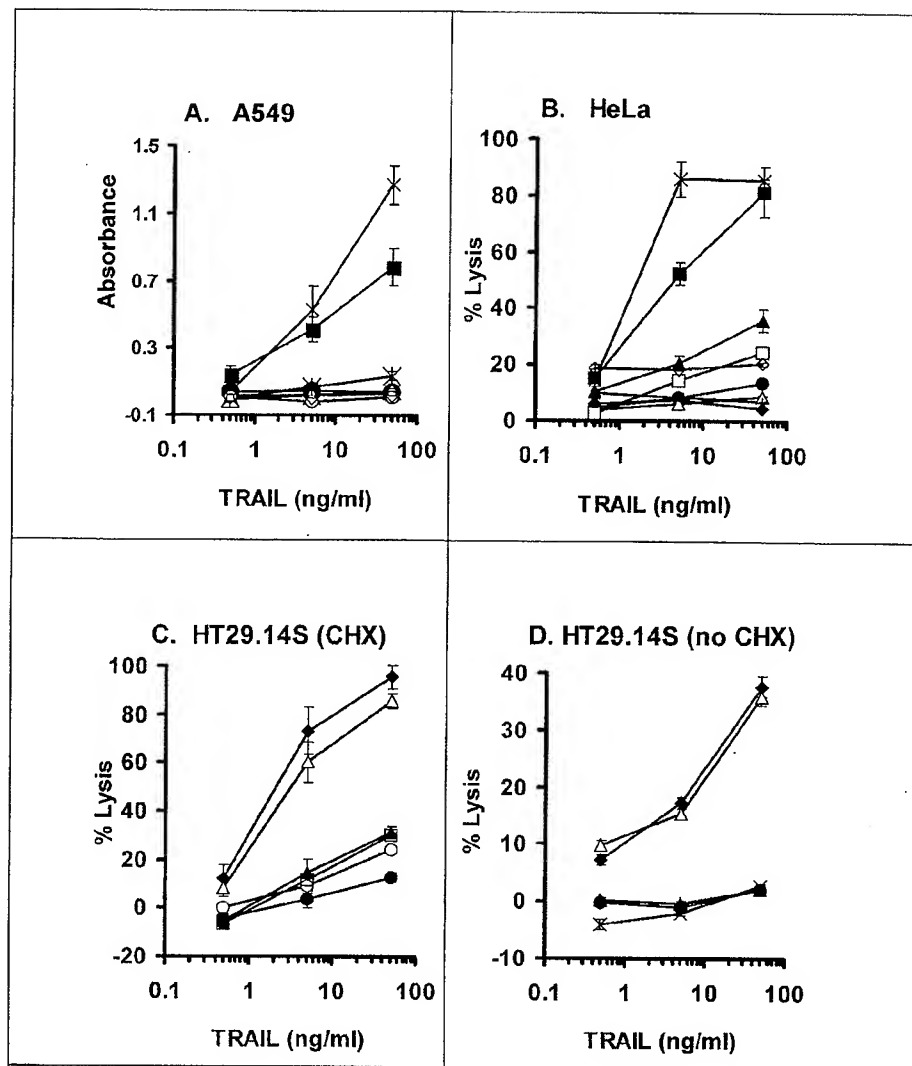 A. A549
1.5
1.1
0.7
0.3
-0.1
Absorbance
0.1 1 10 100
TRAIL (ng/ml)
B. HeLa
100
80
60
40
20
0
% Lysis
0.1 1 10 100
TRAIL (ng/ml)
C. HT29.14S (CHX)
100
80
60
40
20
0
-20
% Lysis
0.1 1 10 100
TRAIL (ng/ml)
D. HT29.14S (no CHX)
40
30
20
10
0
-10
% Lysis
0.1 1 10 100
TRAIL (ng/ml)